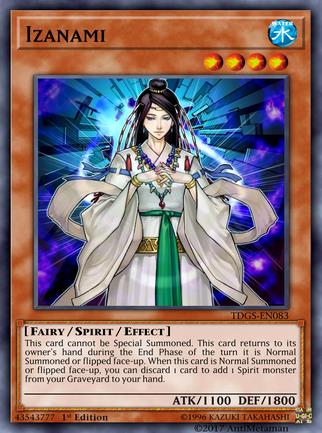 IZANAMI
WATER
水
TDGS-EN083
[ Fairy / Spirit / Effect ]
This card cannot be Special Summoned. This card returns to its
owner's hand during the End Phase of the turn it is Normal
Summoned or flipped face-up. When this card is Normal Summoned
or flipped face-up, you can discard 1 card to add 1 Spirit monster
from your Graveyard to your hand.
ATK/1100 DEF/1800
43543777 1st Edition ©1996 KAZUKI TAKAHASHI
©2017 AntiMetaman